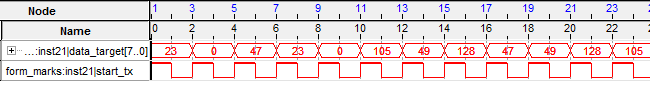 Node 1 3 5 7 9 11 13 15 17 19 21 23
Name 0 2 4 6 8 10 12 14 16 18 20 22
...:inst21|data_target[7..0] 23 0 47 23 0 105 49 128 47 49 128 105
form_marks:inst21|start_tx